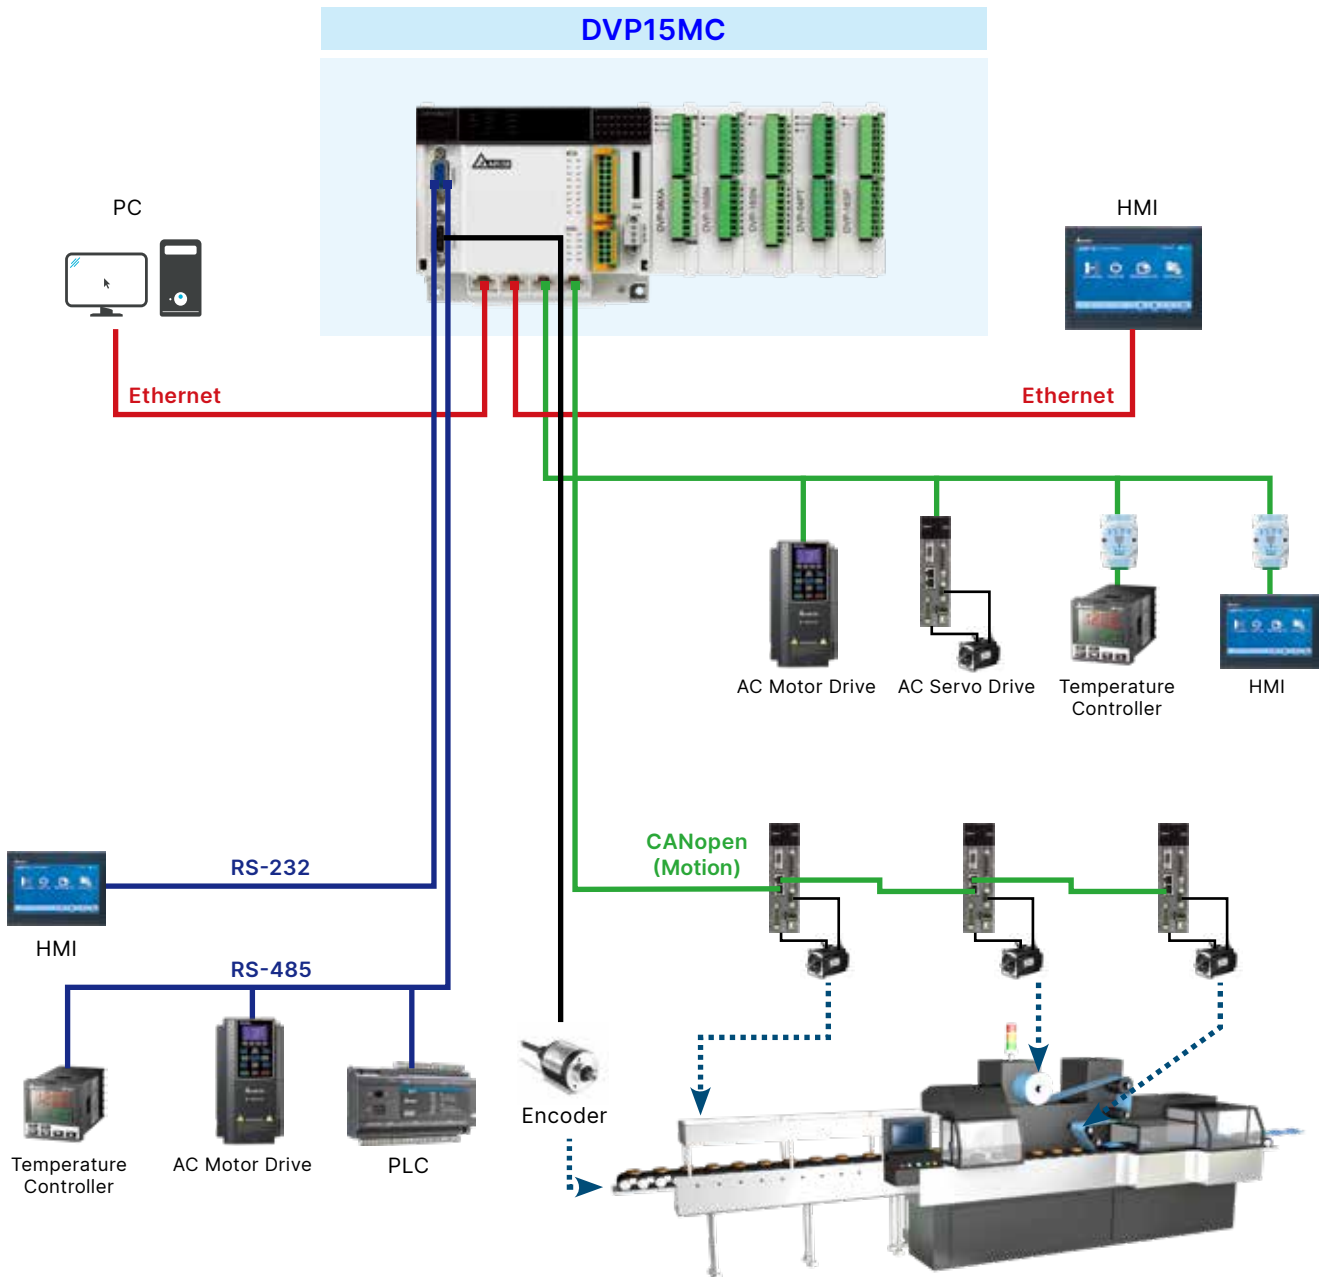 DVP15MC
PC
HMI
Ethernet
Ethernet
AC Motor Drive
AC Servo Drive
Temperature
Controller
HMI
CANopen
(Motion)
RS-232
HMI
RS-485
Encoder
Temperature
Controller
AC Motor Drive
PLC